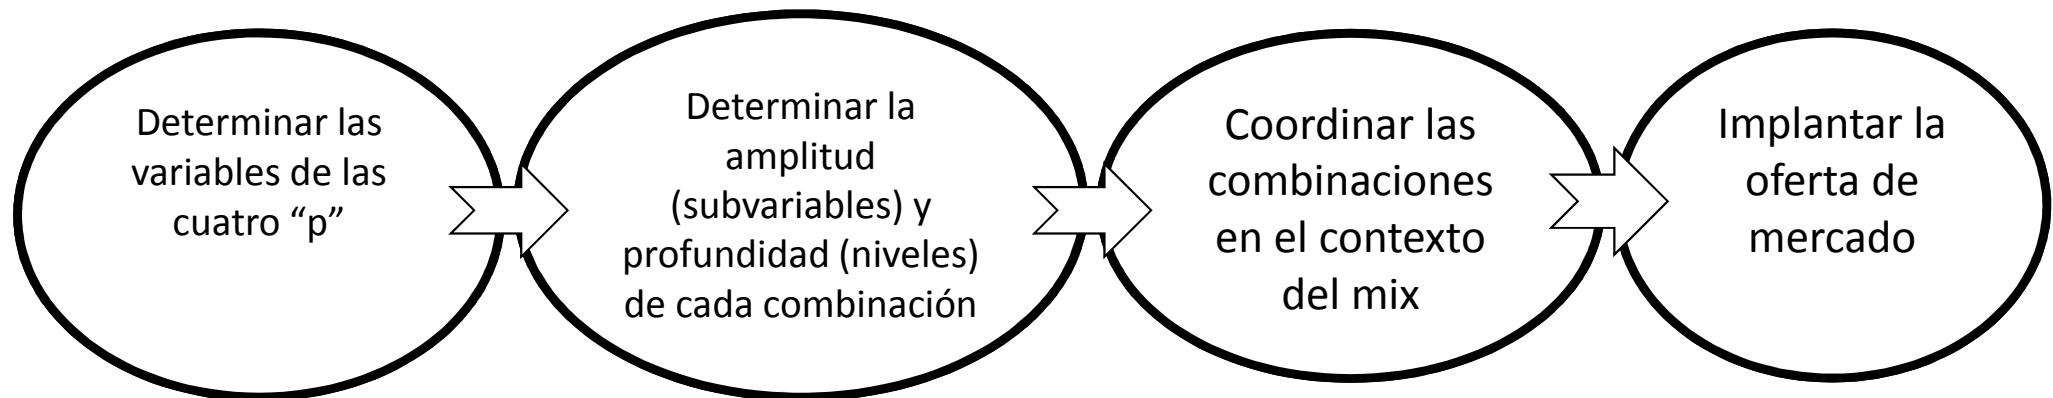 Determinar las
variables de las
cuatro “p”
Determinar la
amplitud
(subvariables) y
profundidad (niveles)
de cada combinación
Coordinar las
combinaciones
en el contexto
del mix
Implantar la
oferta de
mercado